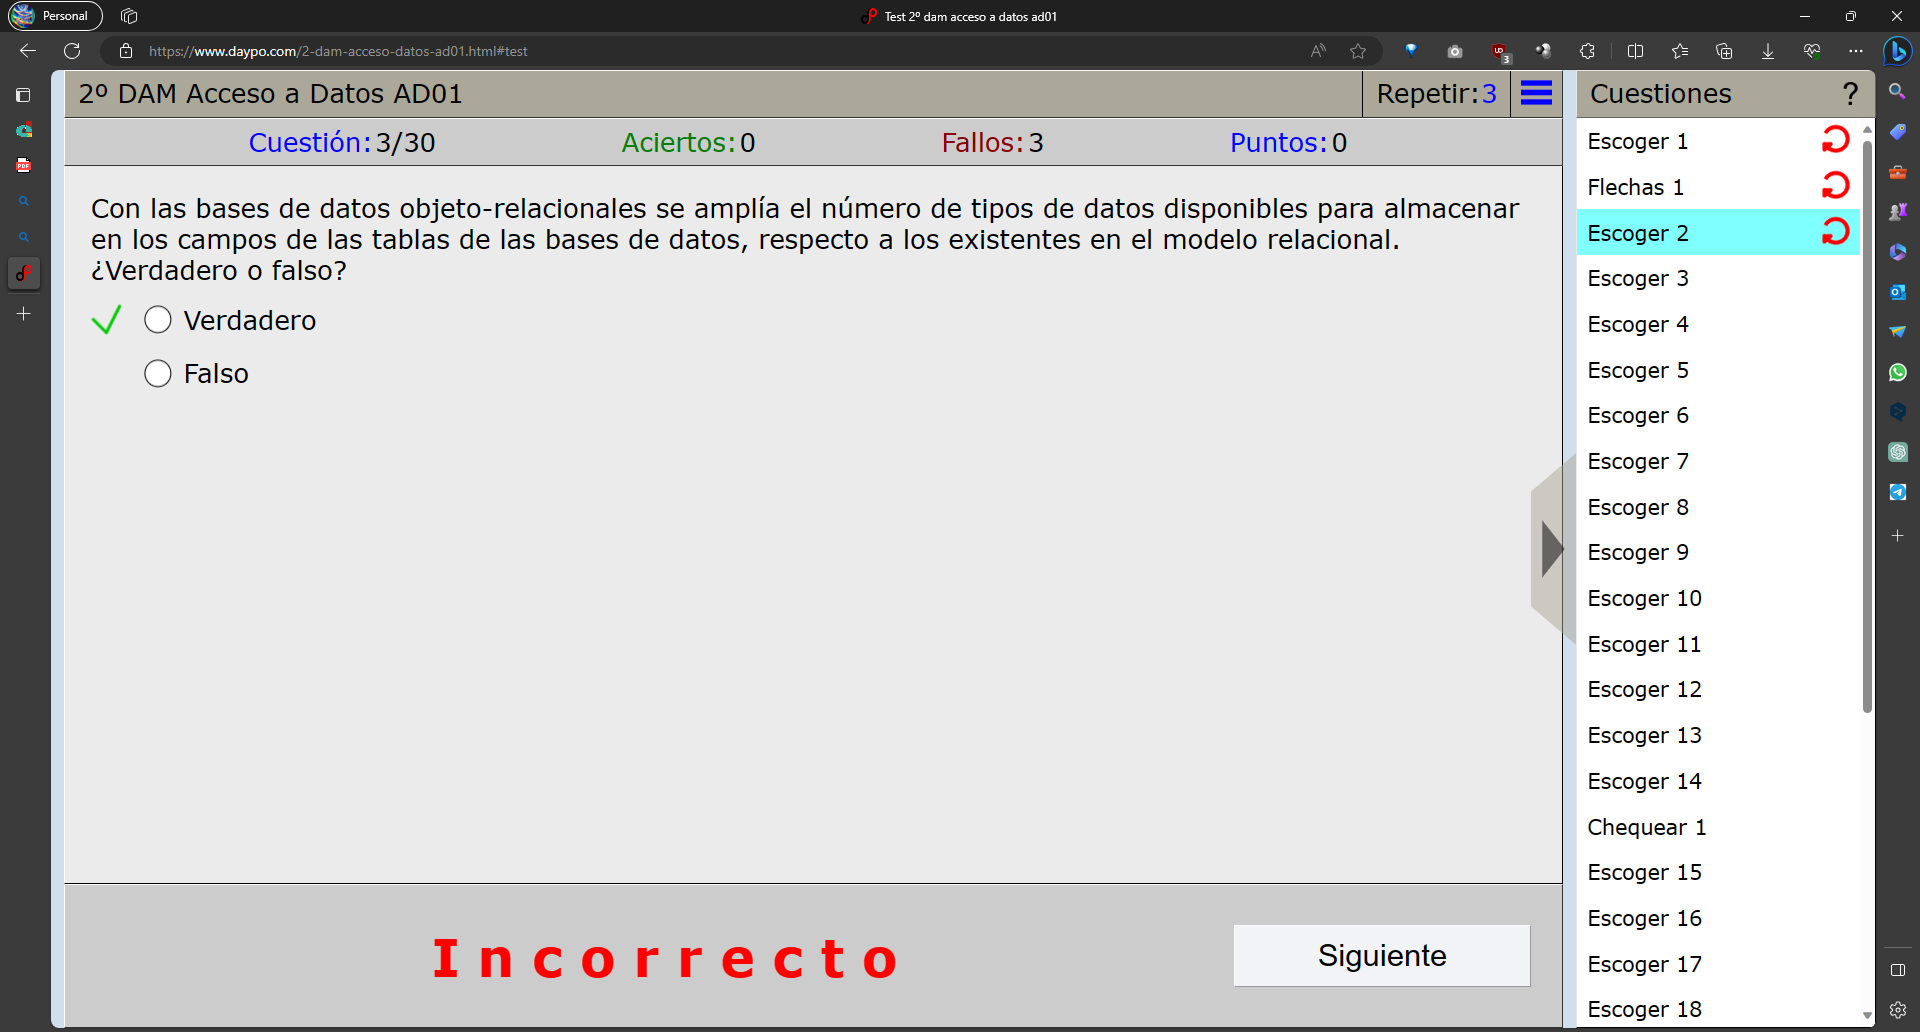 Personal
Test 2º dam acceso a datos ad01
https://www.daypo.com/2-dam-acceso-datos-ad01.html#test
2º DAM Acceso a Datos AD01
Repetir:3
Cuestión:3/30
Aciertos:0
Fallos:3
Puntos:0
Con las bases de datos objeto-relacionales se amplía el número de tipos de datos disponibles para almacenar
en los campos de las tablas de las bases de datos, respecto a los existentes en el modelo relacional.
¿Verdadero o falso?
Verdadero
Falso
Incorrecto
Siguiente
Cuestiones
?
Escoger 1
Flechas 1
Escoger 2
Escoger 3
Escoger 4
Escoger 5
Escoger 6
Escoger 7
Escoger 8
Escoger 9
Escoger 10
Escoger 11
Escoger 12
Escoger 13
Escoger 14
Chequear 1
Escoger 15
Escoger 16
Escoger 17
Escoger 18
3
PDF